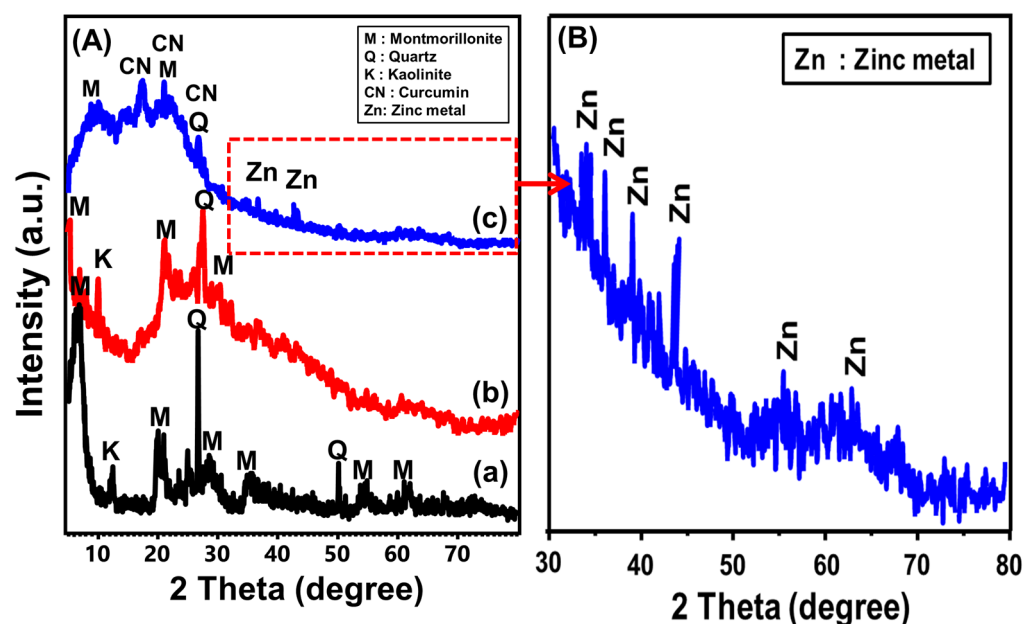 (A)
M : Montmorillonite
Q : Quartz
K : Kaolinite
CN : Curcumin
Zn: Zinc metal
CN
CN M
M
CN
Q
Zn Zn
(c)
M
Q
K
M
M
(b)
M
Q
K
M
M
M
Q
M M
(a)
10 20 30 40 50 60 70
2 Theta (degree)
Intensity (a.u.)
(B)
Zn : Zinc metal
Zn
Zn
Zn
Zn
Zn
Zn
30 40 50 60 70 80
2 Theta (degree)